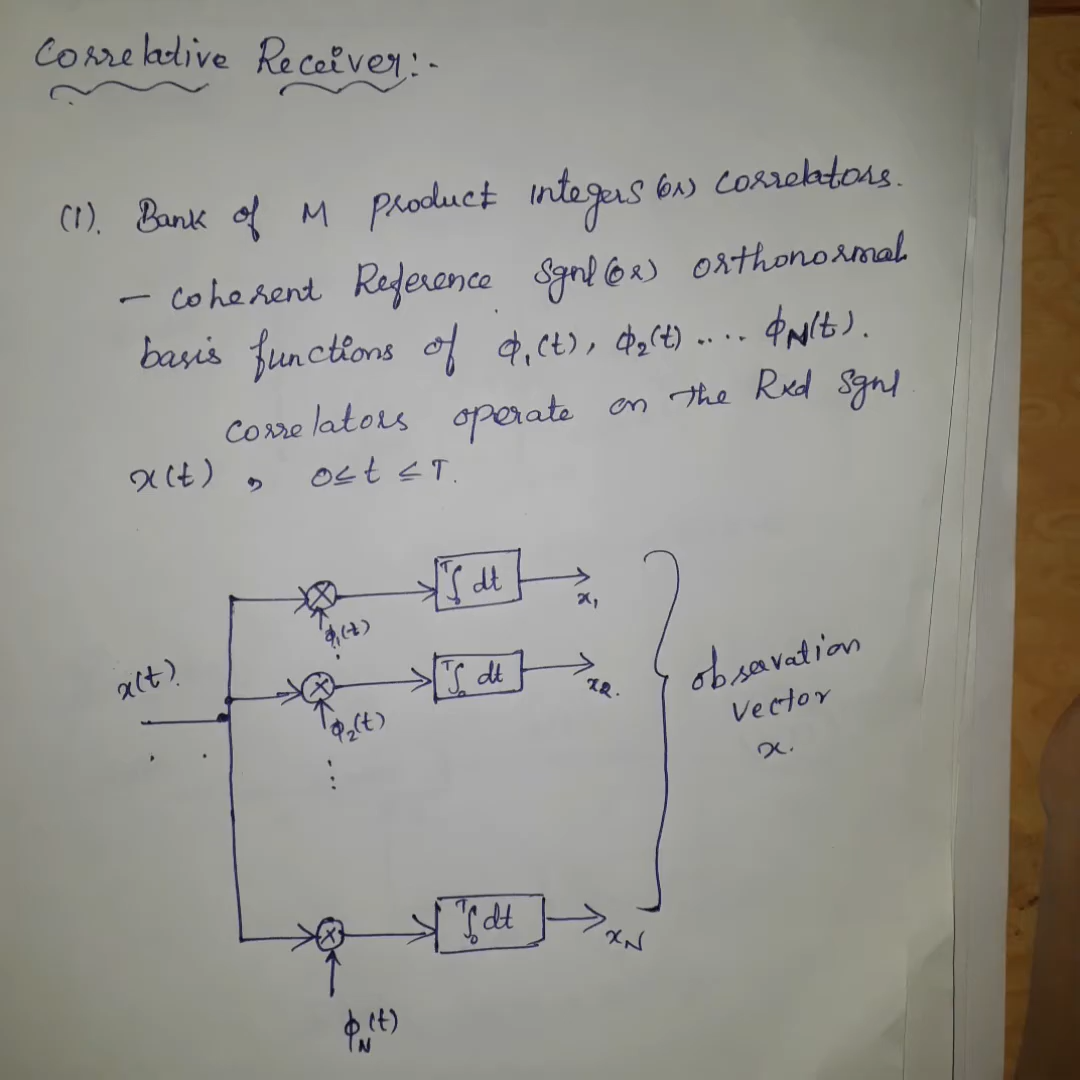 Correlative Receiver:-
(1). Bank of M product integers (or) correlators.
- coherent Reference Sgnl (or) orthonormal
basis functions of ϕ₁(t), ϕ₂(t) .... ϕN(t).
correlators operate on the Rxd Sgnl
x(t) , 0≤ t ≤ T.
x(t).
ϕ₁(t)
T∫0 dt
x₁
ϕ₂(t)
T∫0 dt
x2.
⋮
ϕN(t)
T∫0 dt
xN
observation
vector
x.